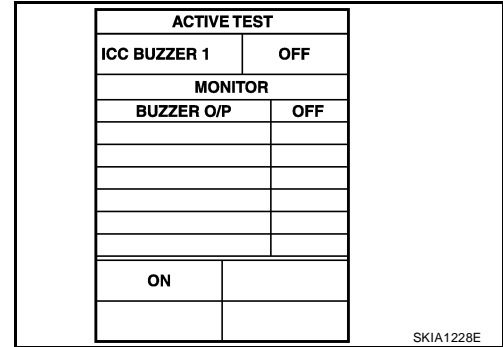 ACTIVE TEST
ICC BUZZER 1 OFF
MONITOR
BUZZER O/P OFF
ON
SKIA1228E